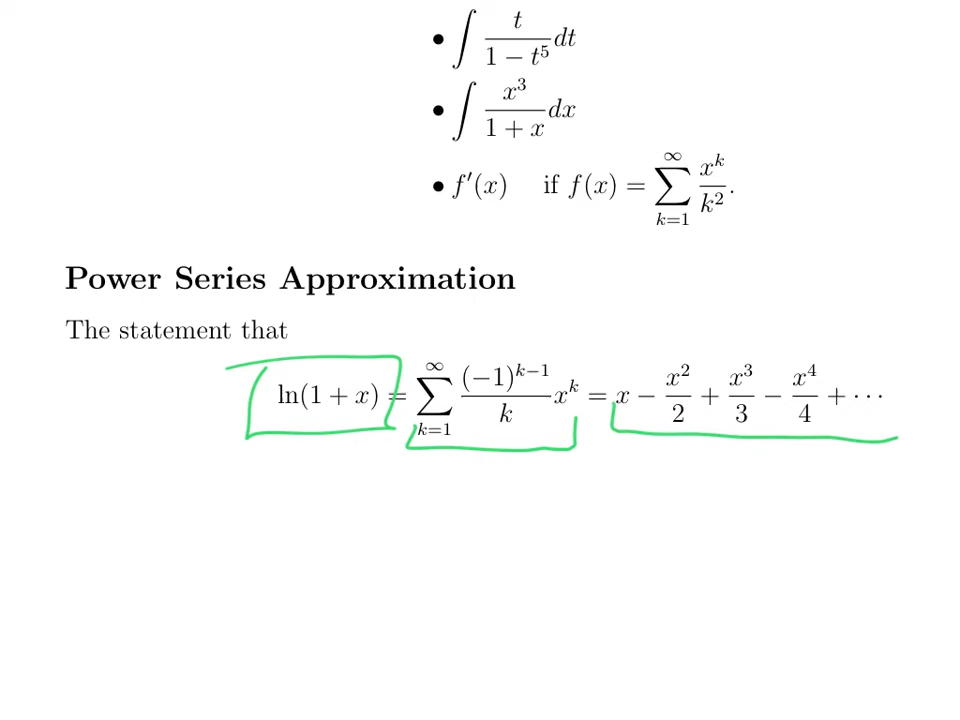 • ∫ t / (1 − t⁵) dt
• ∫ x³ / (1 + x) dx
• f′(x) if f(x) = ∑_{k=1}^{∞} x^k / k².
Power Series Approximation
The statement that
ln(1 + x) = ∑_{k=1}^{∞} (−1)^{k−1} / k x^k = x − x²/2 + x³/3 − x⁴/4 + ···